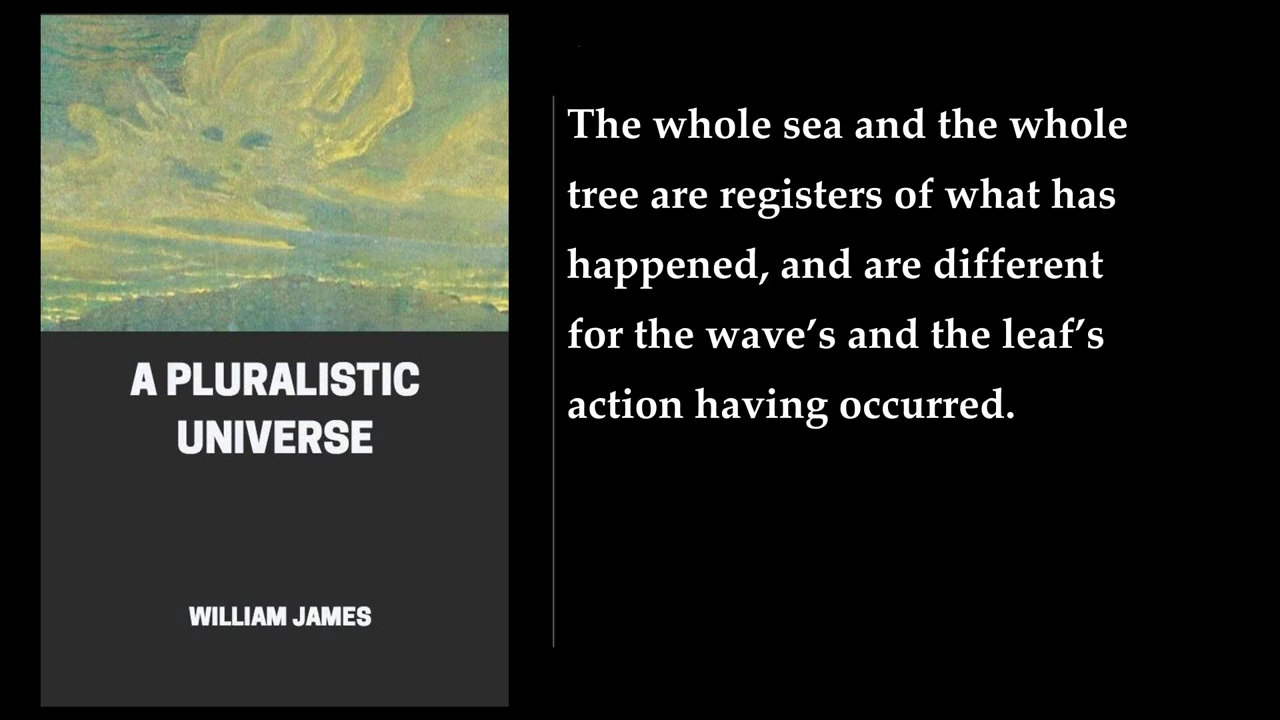 A PLURALISTIC
UNIVERSE
WILLIAM JAMES
The whole sea and the whole
tree are registers of what has
happened, and are different
for the wave’s and the leaf’s
action having occurred.